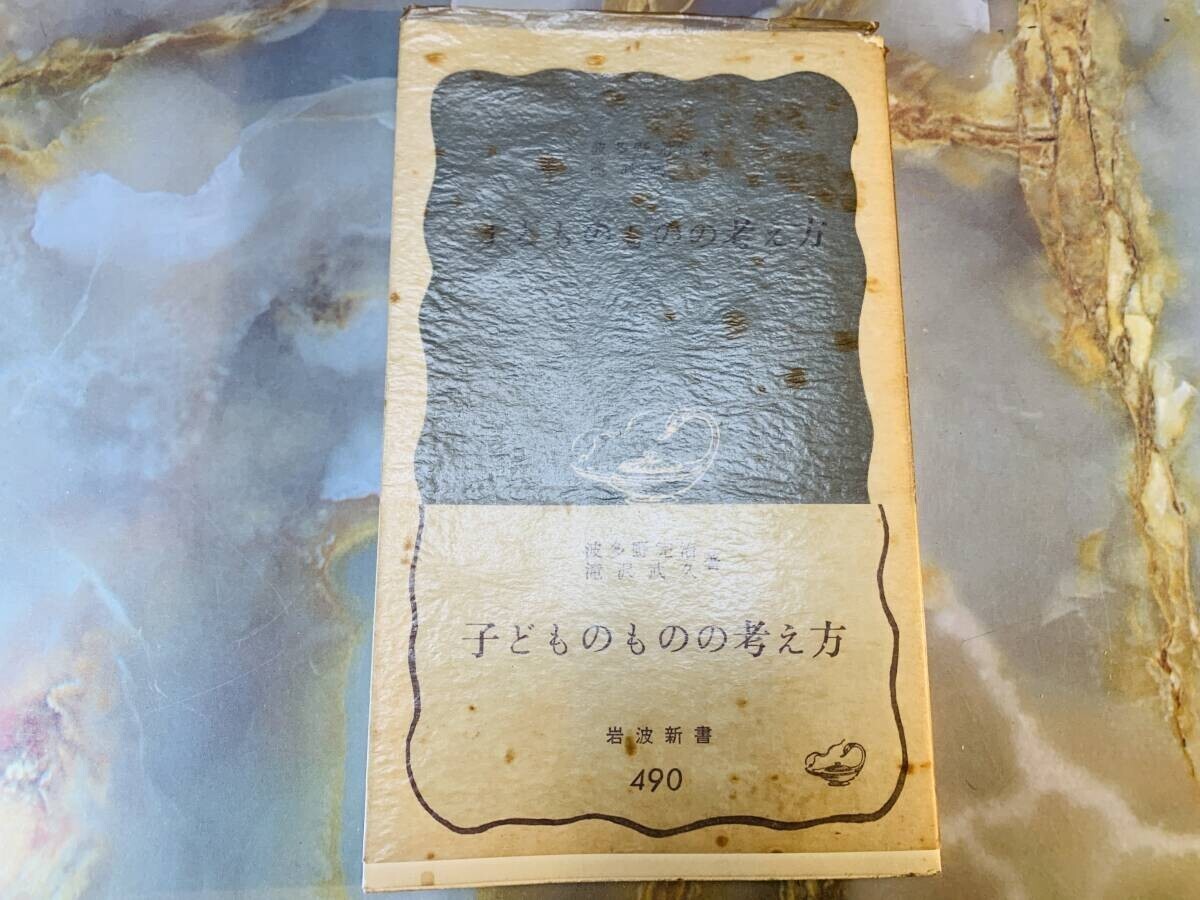 子どものものの考え方
波多野完治
滝沢武久著
子どものものの考え方
岩波新書
490